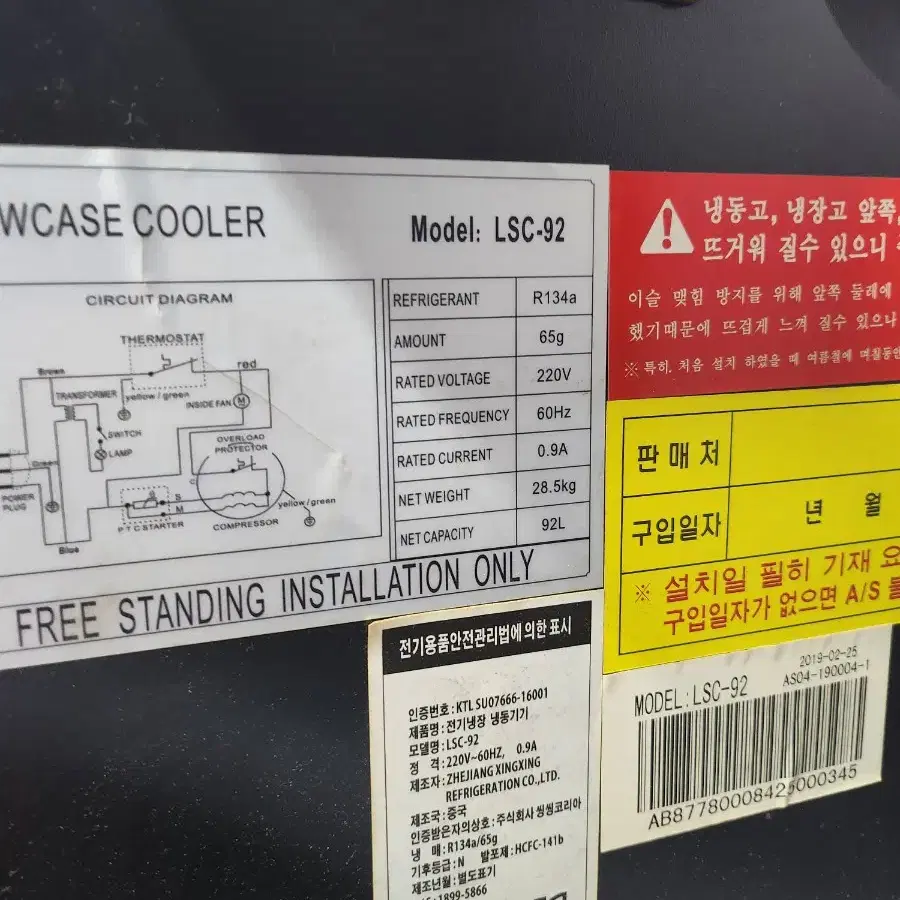 WCASE COOLER
Model: LSC-92
CIRCUIT DIAGRAM
THERMOSTAT
Brown
red
TRANSFORMER
yellow / green
INSIDE FAN
M
SWITCH
LAMP
OVERLOAD
PROTECTOR
Green
C
POWER
PLUG
S
M
yellow/green
P T C STARTER
COMPRESSOR
Blue
REFRIGERANT R134a
AMOUNT 65g
RATED VOLTAGE 220V
RATED FREQUENCY 60Hz
RATED CURRENT 0.9A
NET WEIGHT 28.5kg
NET CAPACITY 92L
FREE STANDING INSTALLATION ONLY
냉동고, 냉장고 앞쪽,
뜨거워 질수 있으니
이슬 맺힘 방지를 위해 앞쪽 둘레에
했기때문에 뜨겁게 느껴 질수 있으나
※ 특히, 처음 설치 하였을 때 여름철에 며칠동안
판매처
구입일자 년 월
※ 설치일 필히 기재 요
구입일자가 없으면 A/S 불
전기용품안전관리법에 의한 표시
인증번호: KTL SU07666-16001
제품명: 전기냉장 냉동기기
모델명: LSC-92
정 격: 220V~60HZ, 0.9A
제조자: ZHEJIANG XINGXING
REFRIGERATION CO.,LTD.
제조국: 중국
인증받은자의상호: 주식회사 씽씽코리아
냉 매: R134a/65g
기후등급: N 발포제: HCFC-141b
제조년월: 별도표기
1899-5866
2019-02-25
MODEL: LSC-92 AS04-190004-1
AB87780008425000345